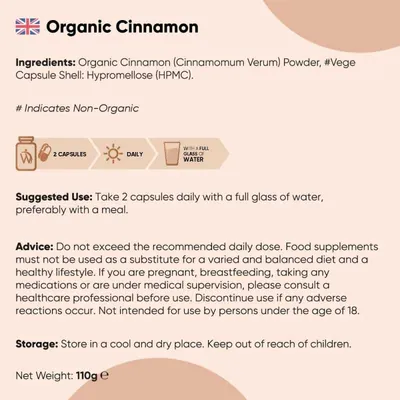 Organic Cinnamon
Ingredients: Organic Cinnamon (Cinnamomum Verum) Powder, #Vege
Capsule Shell: Hypromellose (HPMC).
# Indicates Non-Organic
2 CAPSULES
DAILY
WITH A FULL
GLASS OF
WATER
Suggested Use: Take 2 capsules daily with a full glass of water,
preferably with a meal.
Advice: Do not exceed the recommended daily dose. Food supplements
must not be used as a substitute for a varied and balanced diet and a
healthy lifestyle. If you are pregnant, breastfeeding, taking any
medications or are under medical supervision, please consult a
healthcare professional before use. Discontinue use if any adverse
reactions occur. Not intended for use by persons under the age of 18.
Storage: Store in a cool and dry place. Keep out of reach of children.
Net Weight: 110g ℮